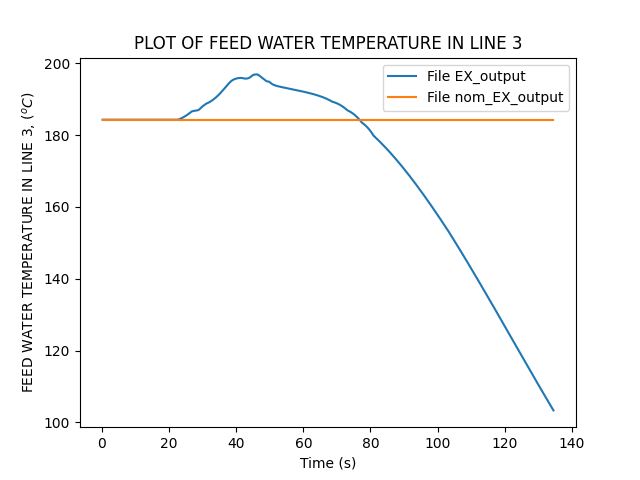 PLOT OF FEED WATER TEMPERATURE IN LINE 3
FEED WATER TEMPERATURE IN LINE 3, (°C)
200
180
160
140
120
100
File EX_output
File nom_EX_output
0 20 40 60 80 100 120 140
Time (s)